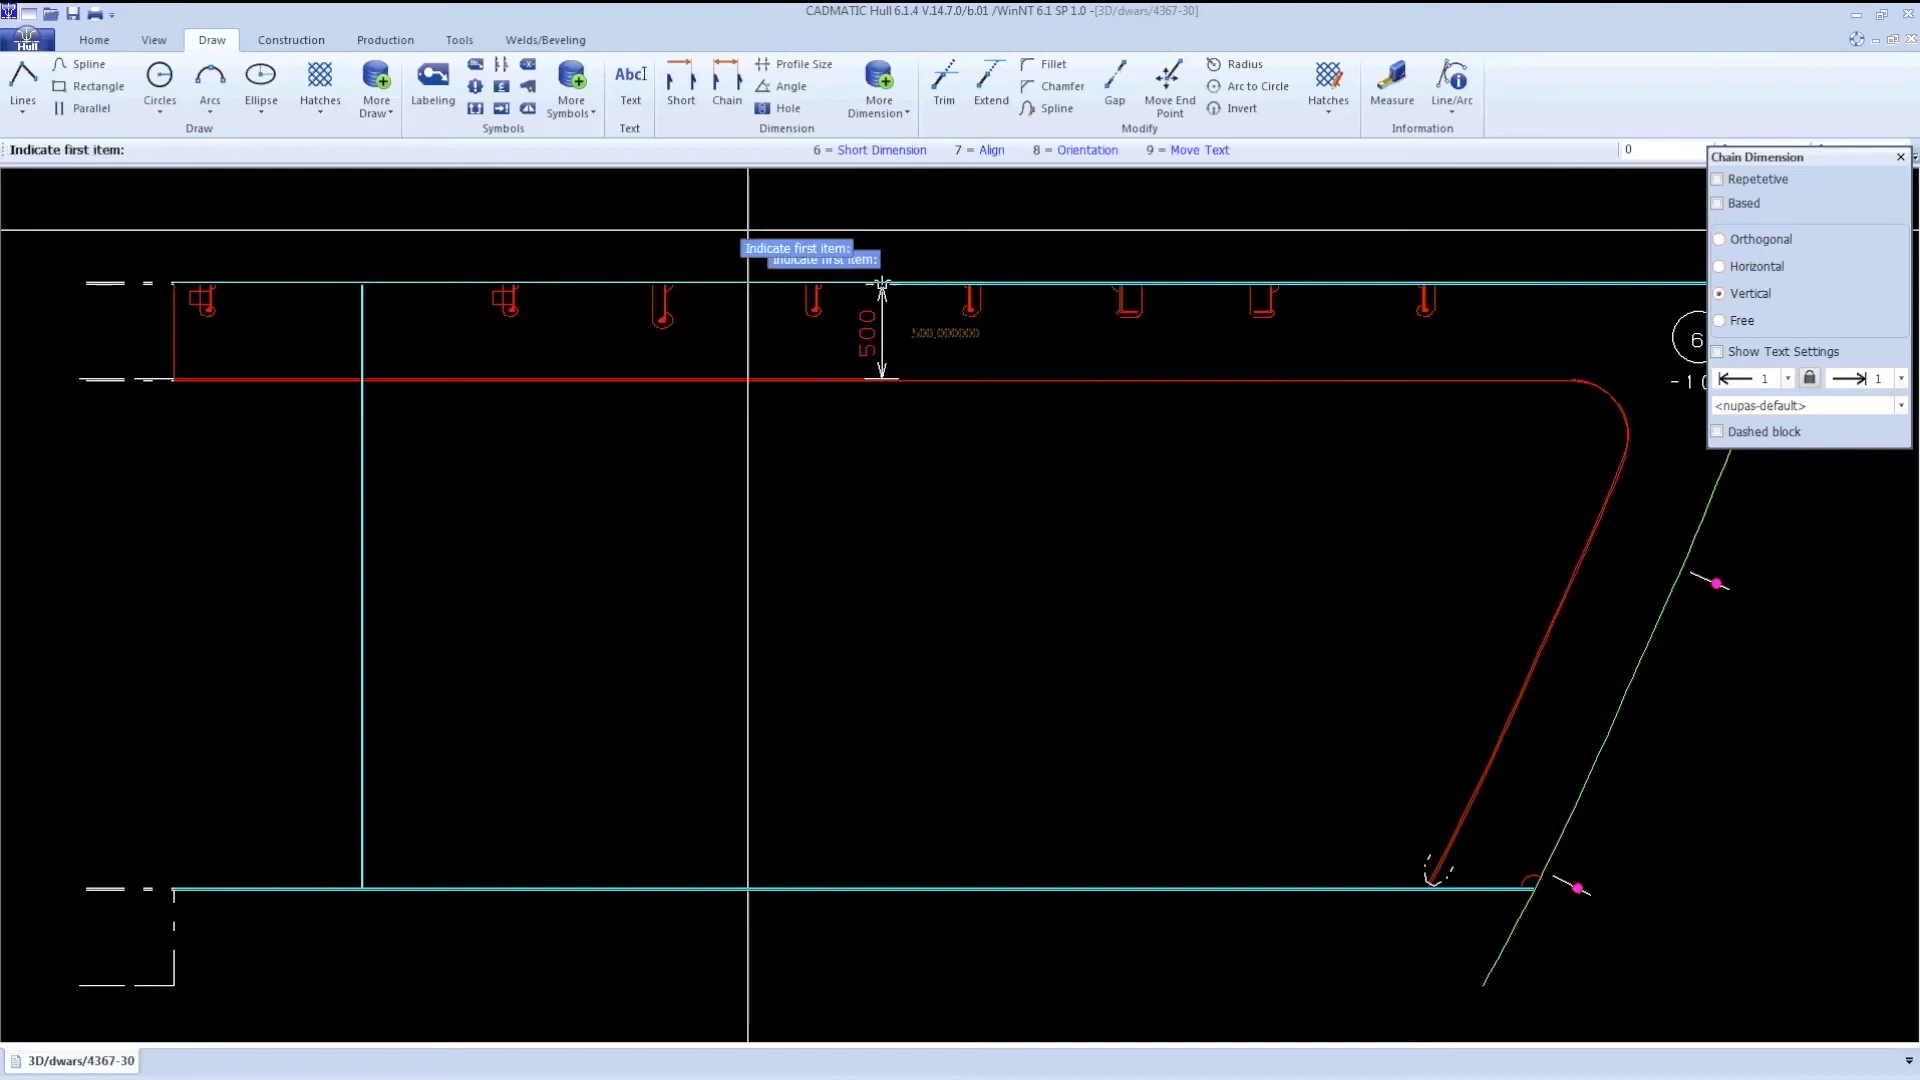 CADMATIC Hull 6.1.4 V.14.7.0/b.01 /WinNT 6.1 SP 1.0 -[3D/dwars/4367-30]
Hull
Home View Draw Construction Production Tools Welds/Beveling
Lines
Spline
Rectangle
Parallel
Circles
Arcs
Ellipse
Hatches
More Draw
Draw
Labeling
More Symbols
Symbols
Abc
Text
Text
Short
Chain
Profile Size
Angle
Hole
More Dimension
Dimension
Trim
Extend
Fillet
Chamfer
Spline
Gap
Move End Point
Radius
Arc to Circle
Invert
Hatches
Modify
Measure
Line/Arc
Information
Indicate first item:
6 = Short Dimension 7 = Align 8 = Orientation 9 = Move Text
0
Chain Dimension
Repetetive
Based
Orthogonal
Horizontal
Vertical
Free
Show Text Settings
1 1
<nupas-default>
Dashed block
Indicate first item:
Indicate first item:
500
500.000000
6
3D/dwars/4367-30